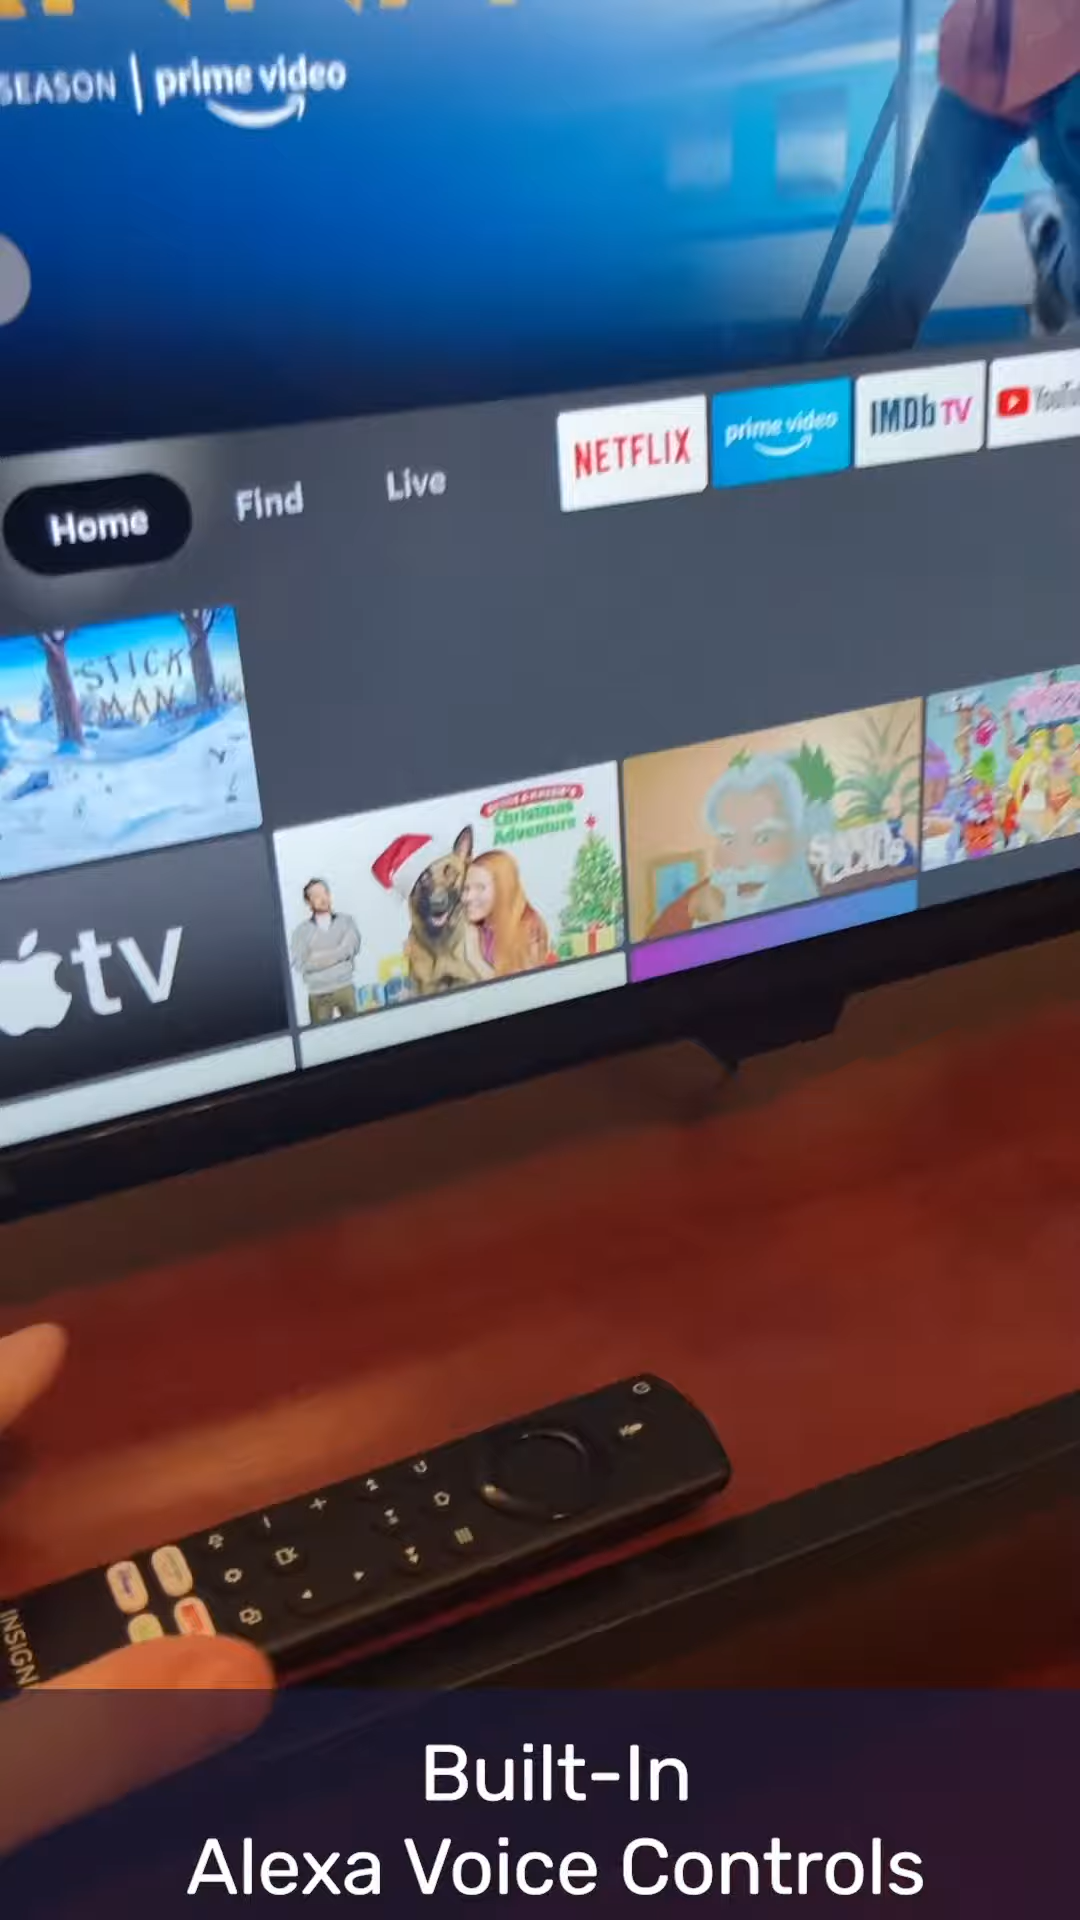 SEASON | prime video
NETFLIX
prime video
IMDb TV
Home
Find
Live
STICK
MAN
Christmas
Adventure
tv
INSIGN
Built-In
Alexa Voice Controls